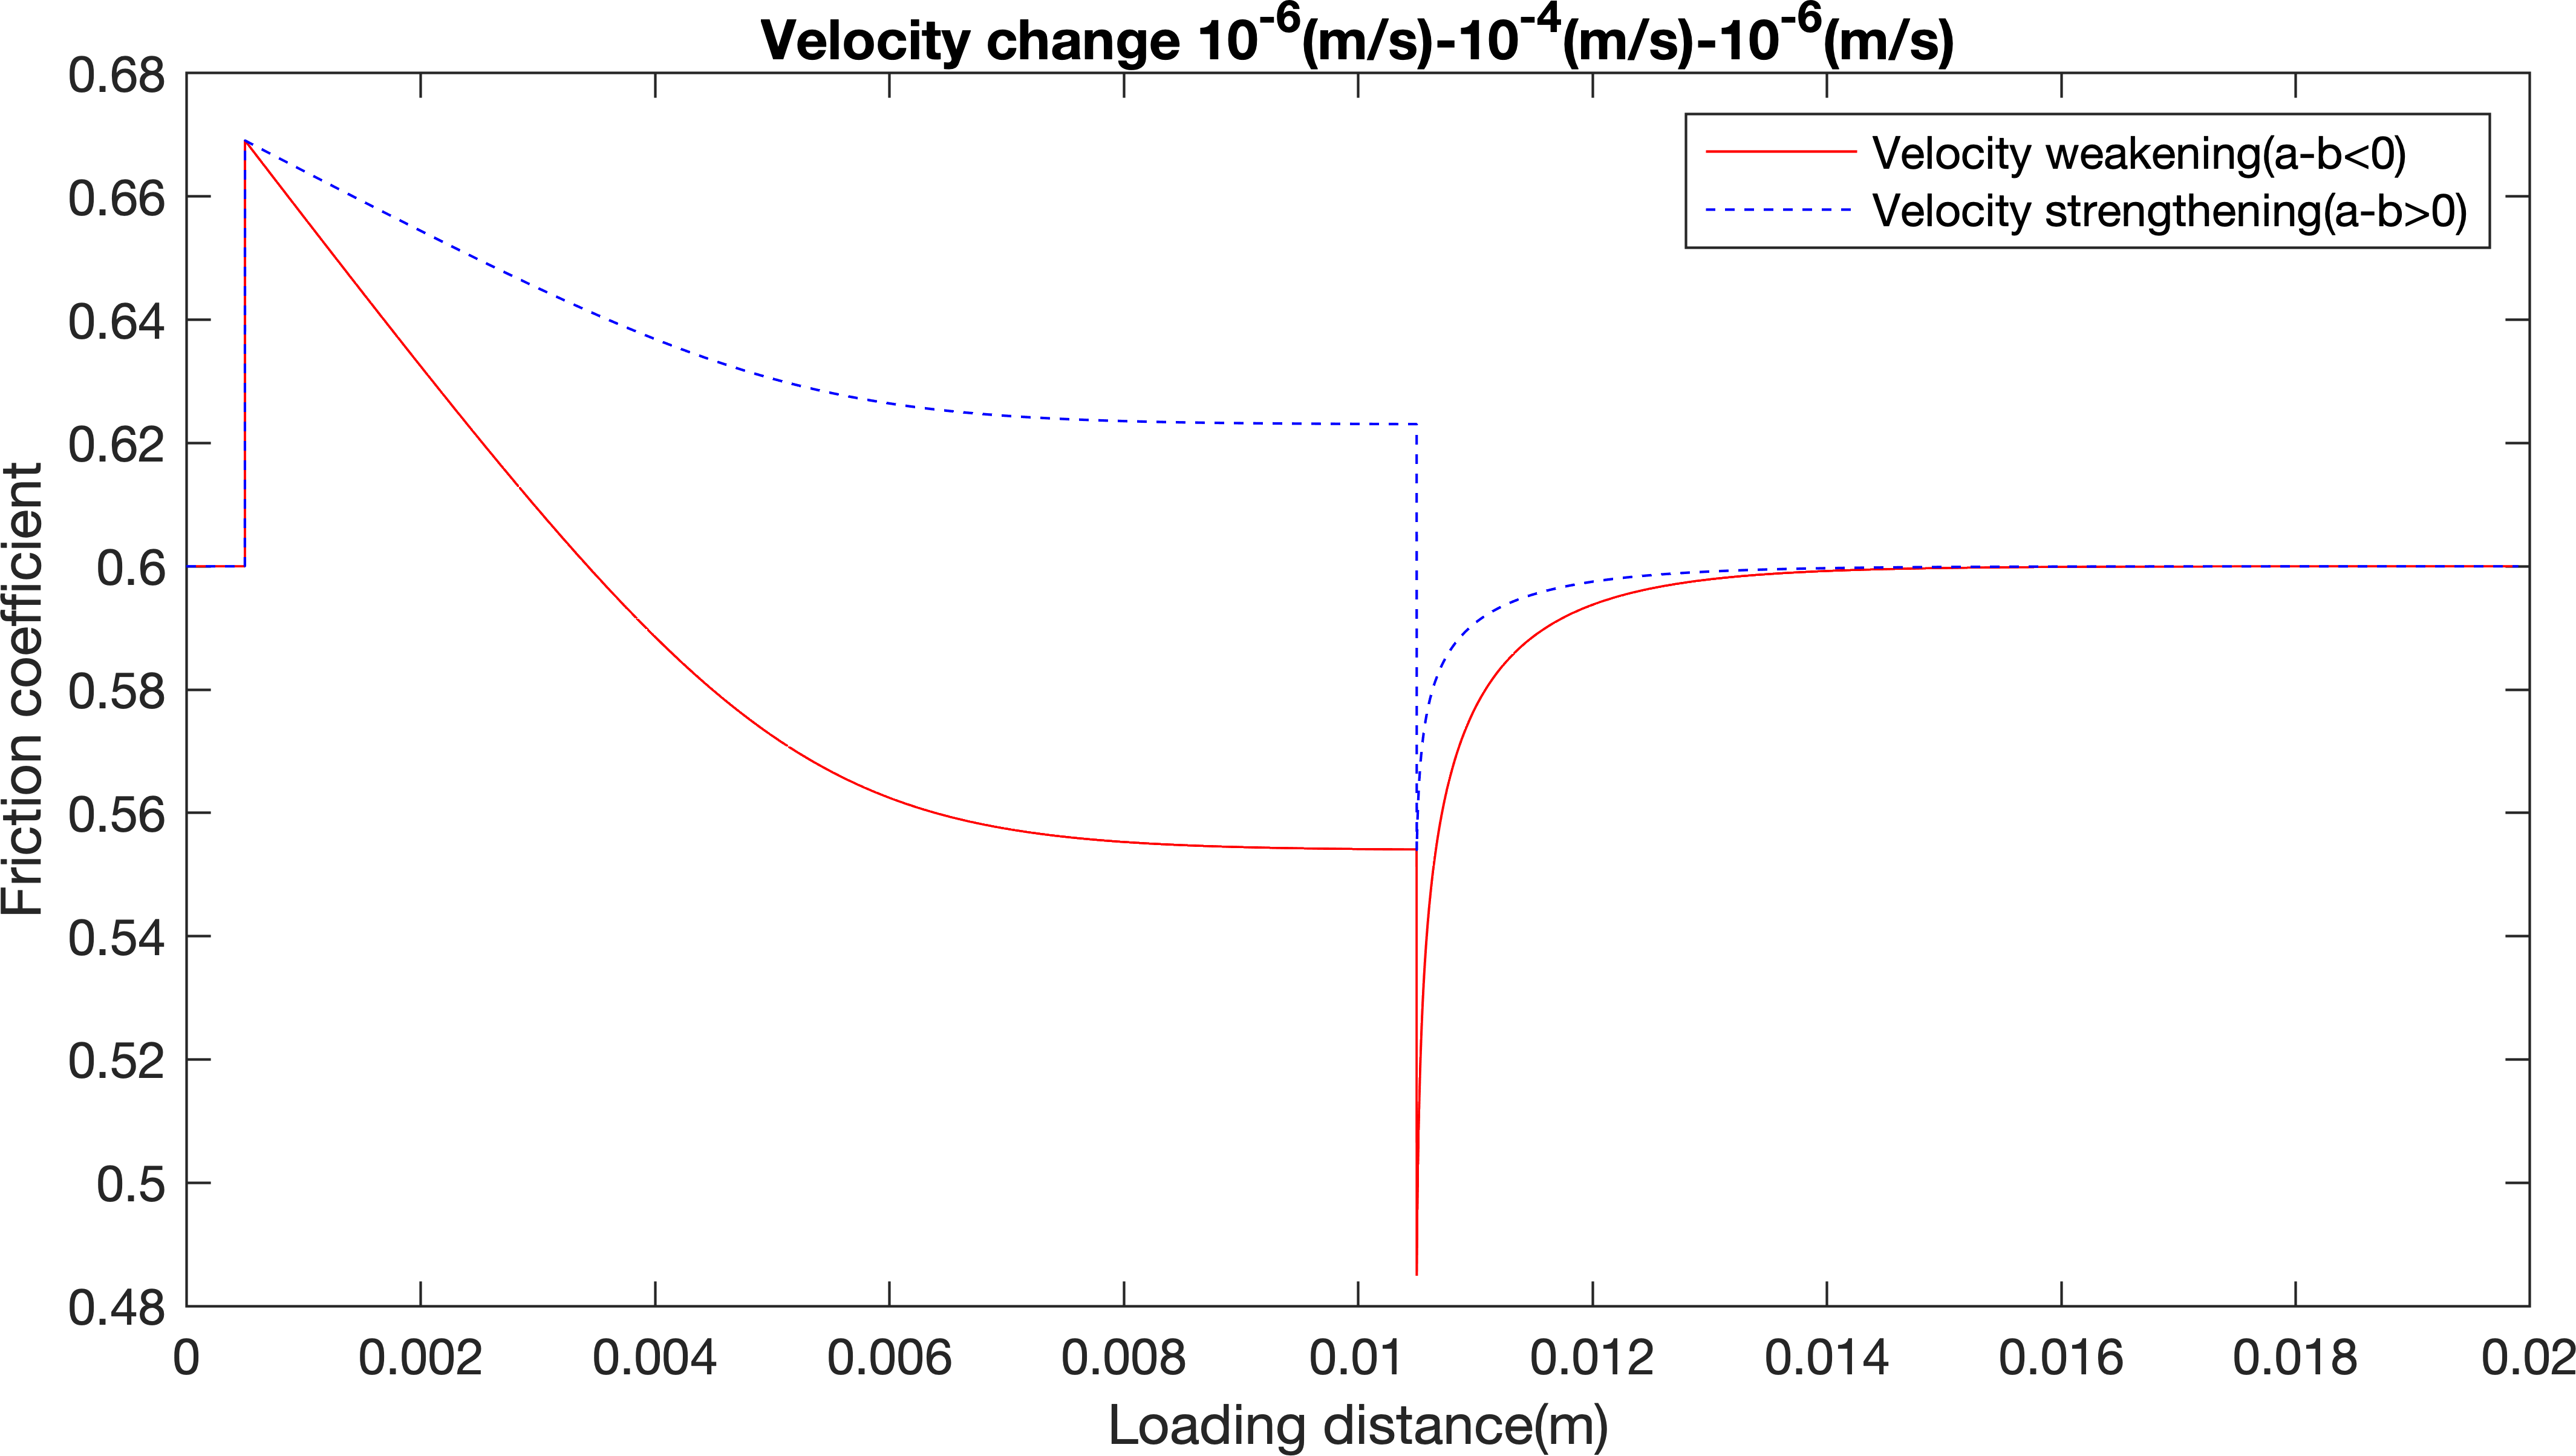 Velocity change 10^-6(m/s)-10^-4(m/s)-10^-6(m/s)
Velocity weakening(a-b<0)
Velocity strengthening(a-b>0)
Friction coefficient
0.68
0.66
0.64
0.62
0.6
0.58
0.56
0.54
0.52
0.5
0.48
0 0.002 0.004 0.006 0.008 0.01 0.012 0.014 0.016 0.018 0.02
Loading distance(m)